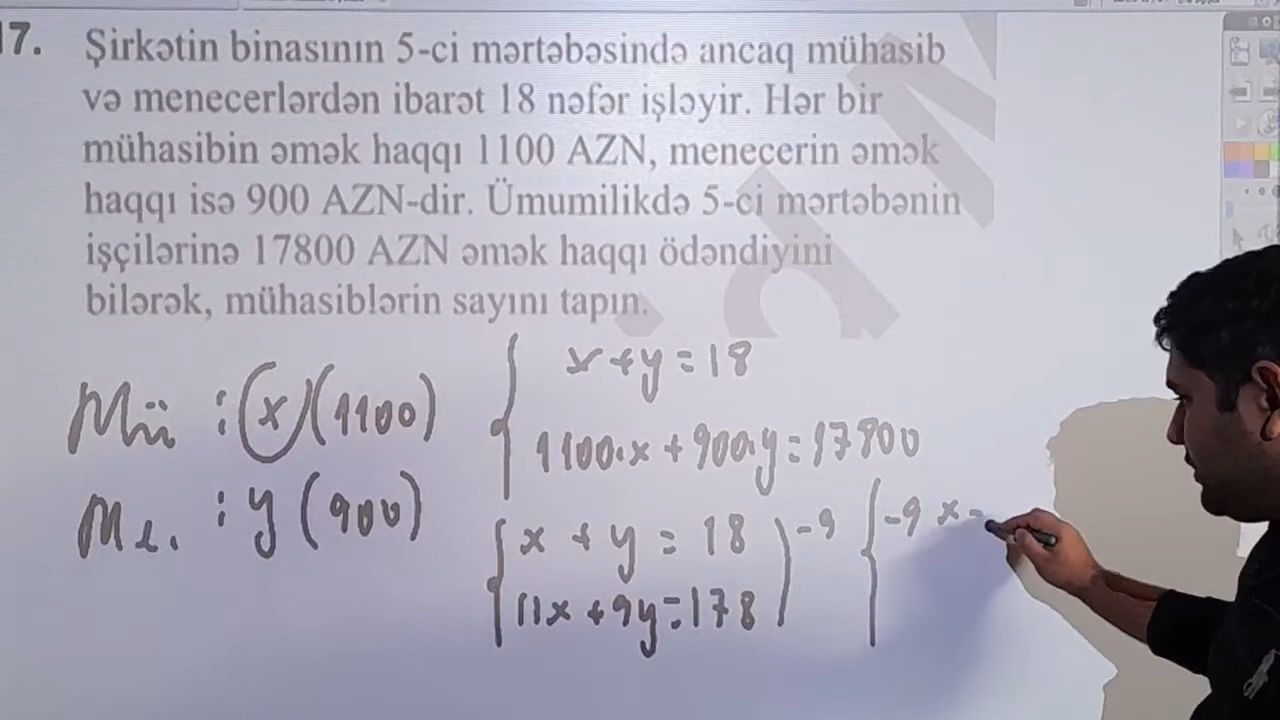 17. Şirkətin binasının 5-ci mərtəbəsində ancaq mühasib
və menecerlərdən ibarət 18 nəfər işləyir. Hər bir
mühasibin əmək haqqı 1100 AZN, menecerin əmək
haqqı isə 900 AZN-dir. Ümumilikdə 5-ci mərtəbənin
işçilərinə 17800 AZN əmək haqqı ödəndiyini
bilərək, mühasiblərin sayını tapın.
x+y=18
Mü : (x)(1100)
1100·x+900·y=17800
Me. : y (900)
x + y = 18 -9
-9x-
11x+9y=178